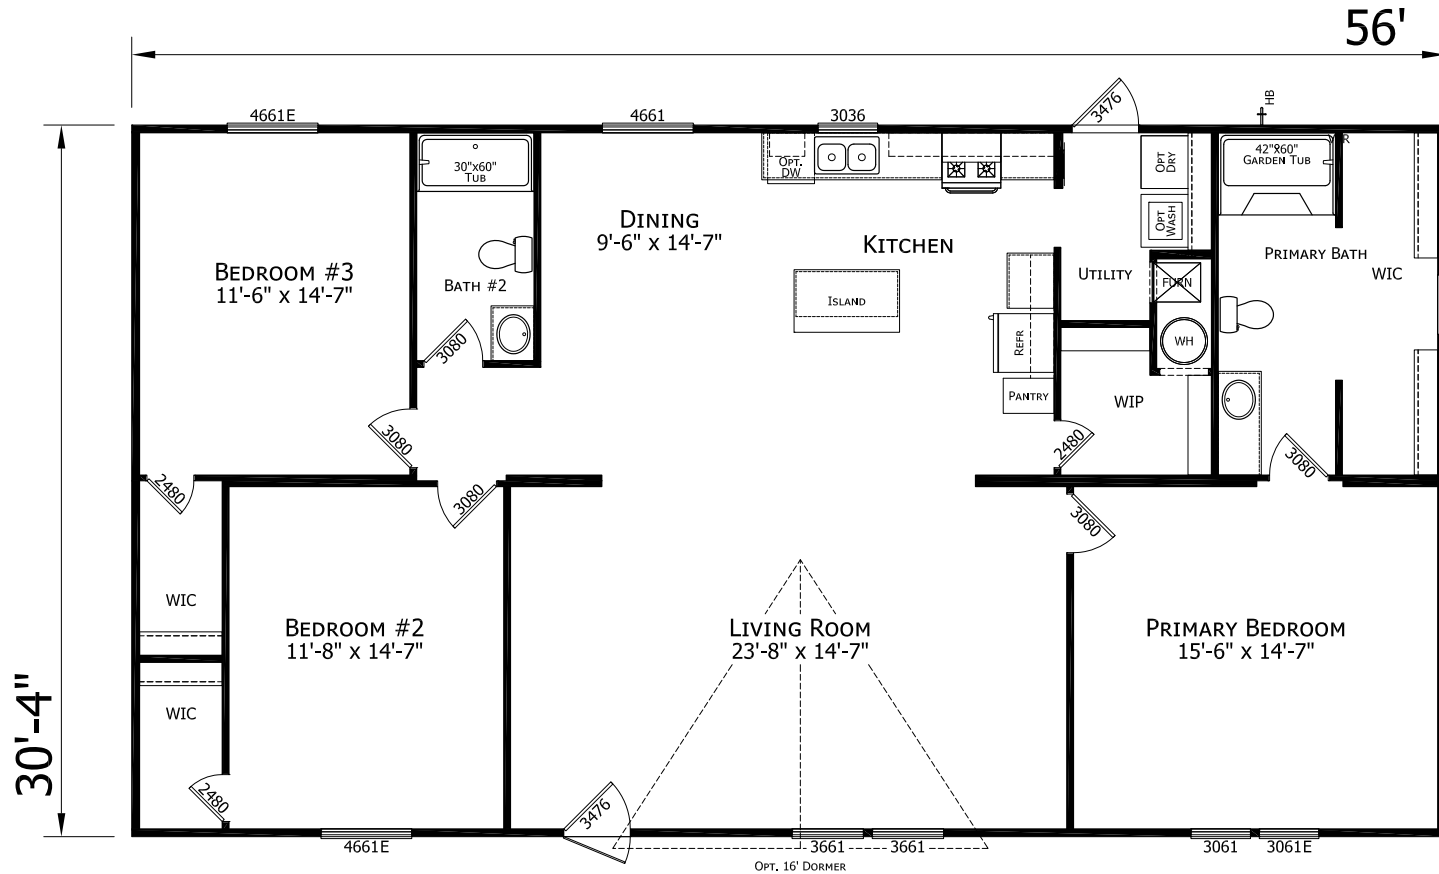 56'
4661E
4661
3036
3476
HB
30"x60"
TUB
OPT.
DW
OPT
DRY
42"X60"
GARDEN TUB
OPT
WASH
DINING
9'-6" x 14'-7"
KITCHEN
BEDROOM #3
11'-6" x 14'-7"
BATH #2
ISLAND
UTILITY
FURN
PRIMARY BATH
WIC
3080
REFR
WH
PANTRY
WIP
3080
2480
3080
2480
3080
3080
WIC
BEDROOM #2
11'-8" x 14'-7"
LIVING ROOM
23'-8" x 14'-7"
PRIMARY BEDROOM
15'-6" x 14'-7"
30'-4"
WIC
2480
3476
4661E
3661
3661
3061
3061E
OPT. 16' DORMER